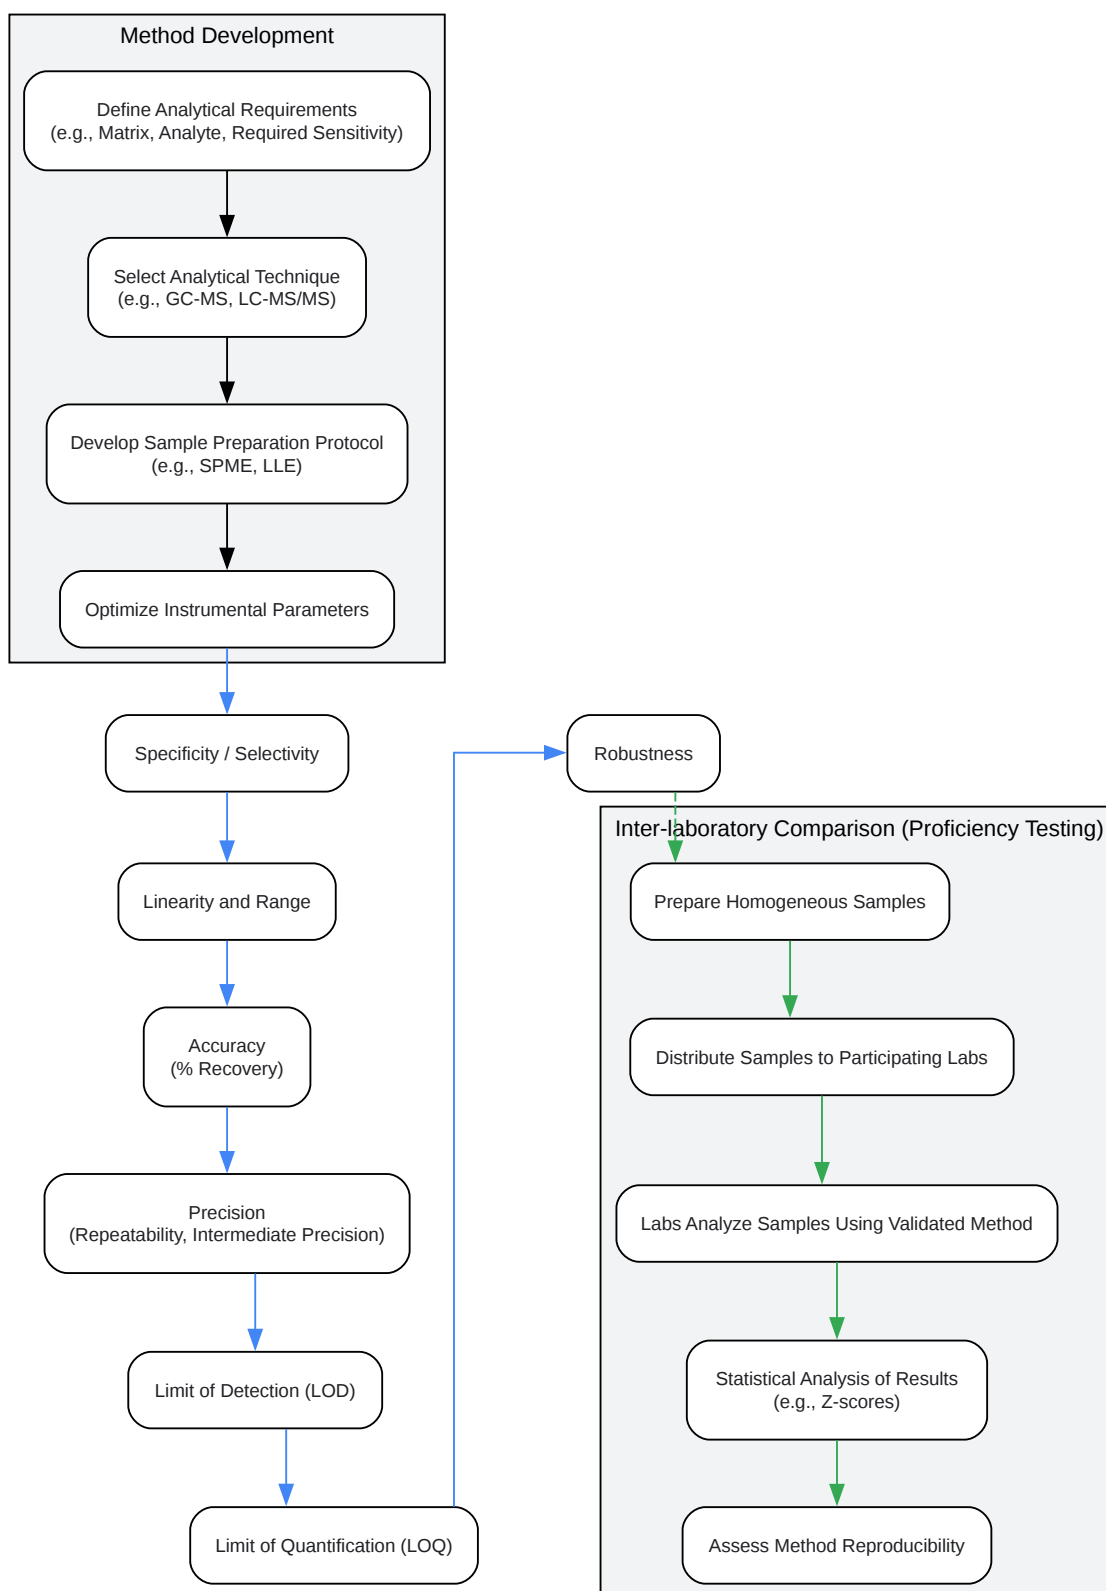 Method Development
Define Analytical Requirements
(e.g., Matrix, Analyte, Required Sensitivity)
Select Analytical Technique
(e.g., GC-MS, LC-MS/MS)
Develop Sample Preparation Protocol
(e.g., SPME, LLE)
Optimize Instrumental Parameters
Specificity / Selectivity
Linearity and Range
Accuracy
(% Recovery)
Precision
(Repeatability, Intermediate Precision)
Limit of Detection (LOD)
Limit of Quantification (LOQ)
Robustness
Inter-laboratory Comparison (Proficiency Testing)
Prepare Homogeneous Samples
Distribute Samples to Participating Labs
Labs Analyze Samples Using Validated Method
Statistical Analysis of Results
(e.g., Z-scores)
Assess Method Reproducibility